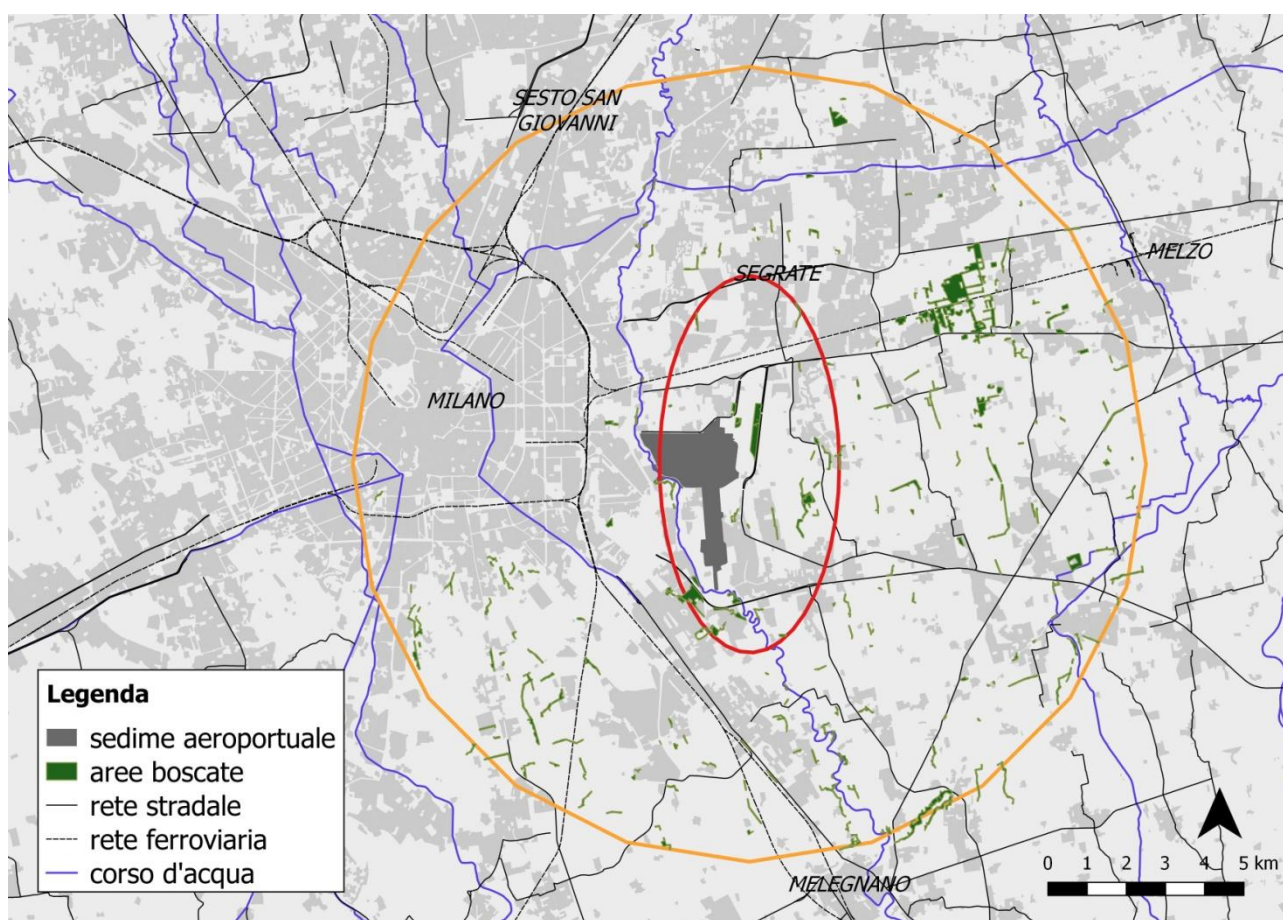 SESTO SAN
GIOVANNI
MELZO
SEGRATE
MILANO
Legenda
sedime aeroportuale
aree boscate
rete stradale
rete ferroviaria
corso d'acqua
MELEGNANO
0 1 2 3 4 5 km